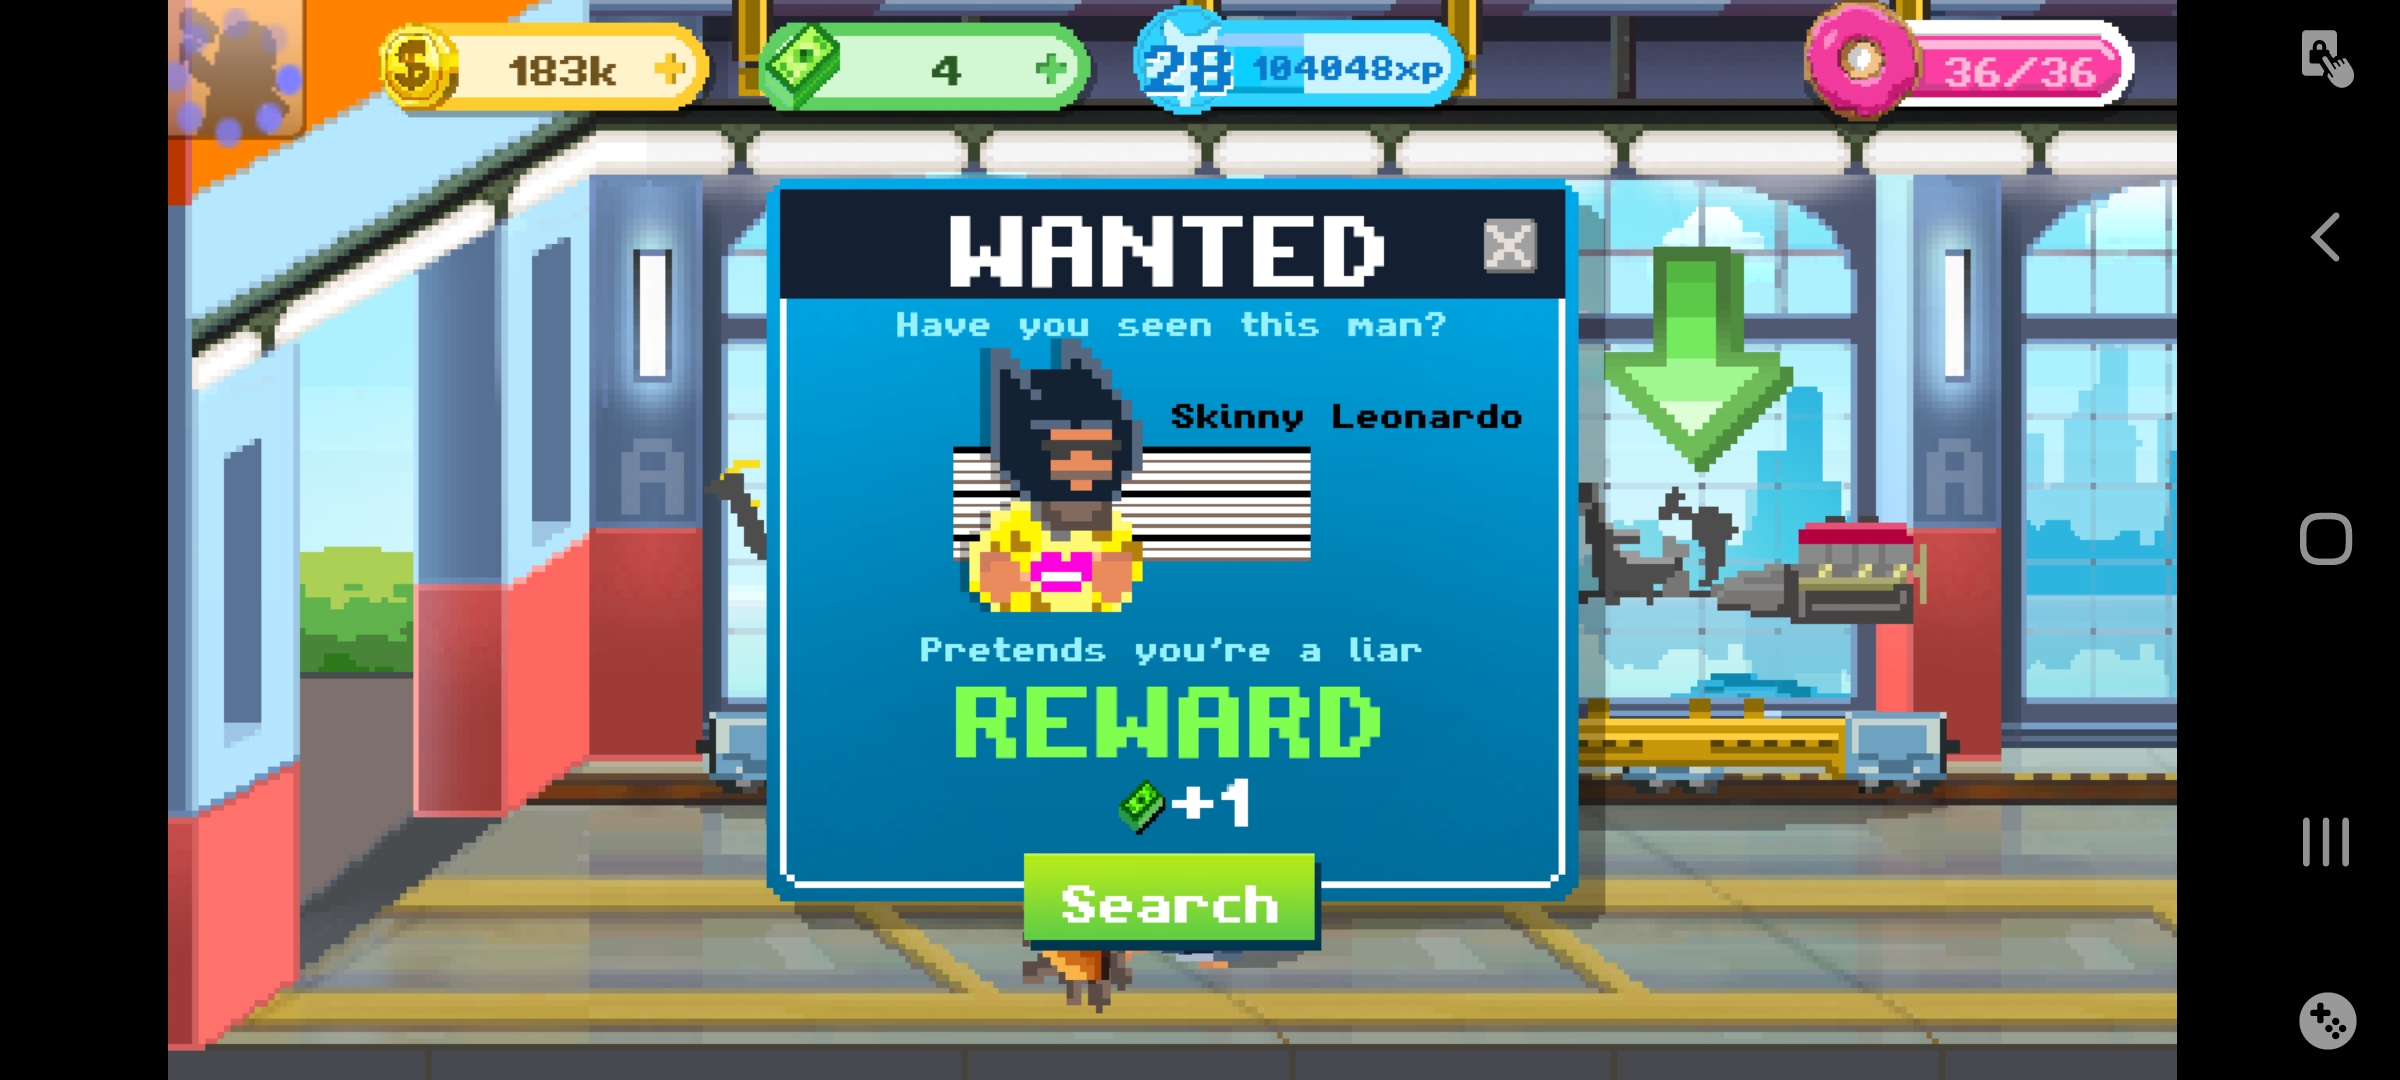 183k
4
28 104048xp
36/36
WANTED
Have you seen this man?
Skinny Leonardo
A
A
Pretends you're a liar
REWARD
+1
Search